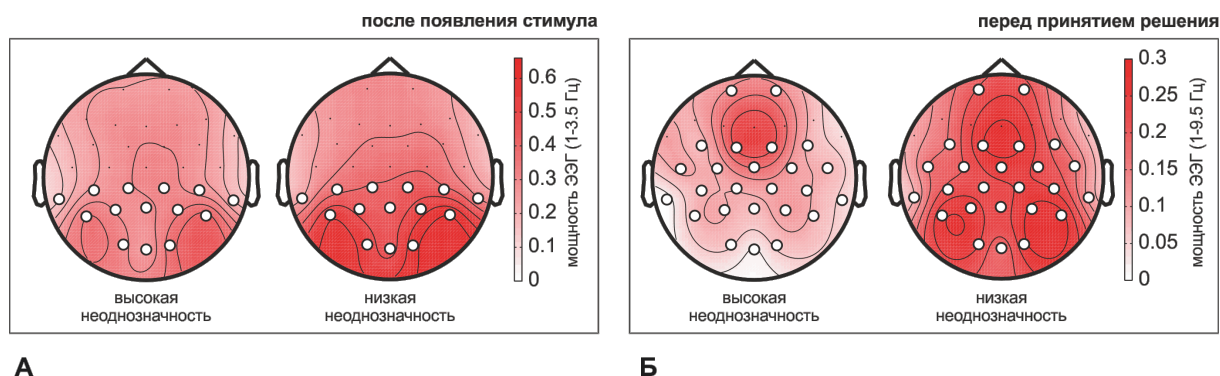 после появления стимула
перед принятием решения
0.6
0.5
0.4
0.3
0.2
0.1
0
мощность ЭЭГ (1-3.5 Гц)
высокая
неоднозначность
низкая
неоднозначность
0.3
0.25
0.2
0.15
0.1
0.05
0
мощность ЭЭГ (1-9.5 Гц)
высокая
неоднозначность
низкая
неоднозначность
А
Б